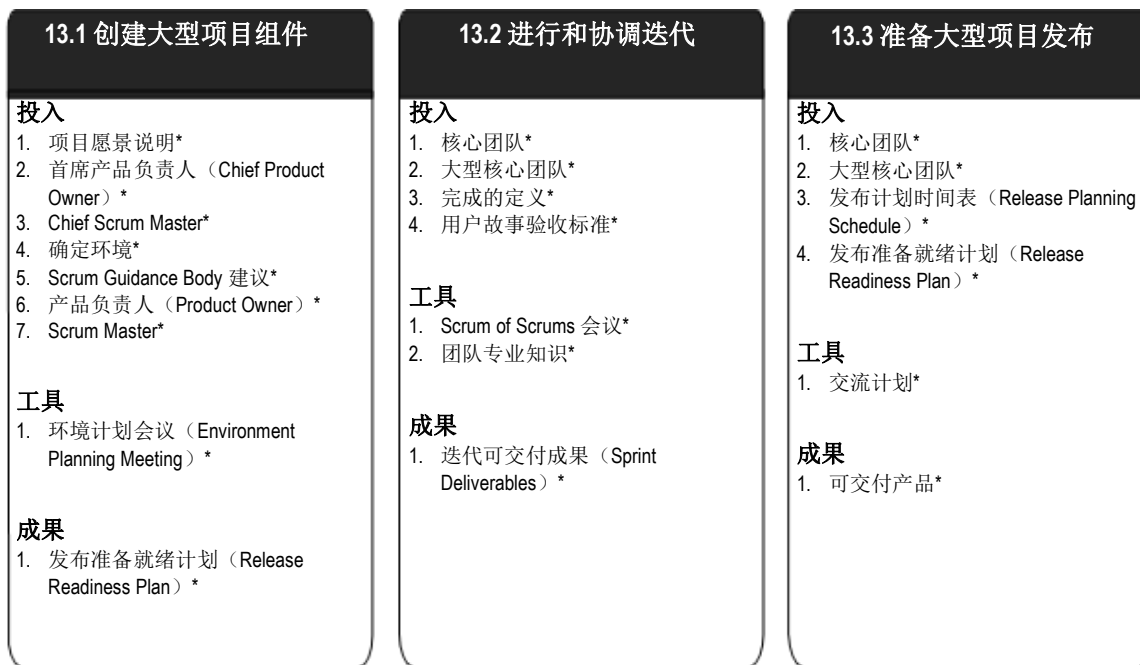 13.1 创建大型项目组件
投入
1. 项目愿景说明*
2. 首席产品负责人（Chief Product
Owner）*
3. Chief Scrum Master*
4. 确定环境*
5. Scrum Guidance Body 建议*
6. 产品负责人（Product Owner）*
7. Scrum Master*
工具
1. 环境计划会议（Environment
Planning Meeting）*
成果
1. 发布准备就绪计划（Release
Readiness Plan）*
13.2 进行和协调迭代
投入
1. 核心团队*
2. 大型核心团队*
3. 完成的定义*
4. 用户故事验收标准*
工具
1. Scrum of Scrums 会议*
2. 团队专业知识*
成果
1. 迭代可交付成果（Sprint
Deliverables）*
13.3 准备大型项目发布
投入
1. 核心团队*
2. 大型核心团队*
3. 发布计划时间表（Release Planning
Schedule）*
4. 发布准备就绪计划（Release
Readiness Plan）*
工具
1. 交流计划*
成果
1. 可交付产品*